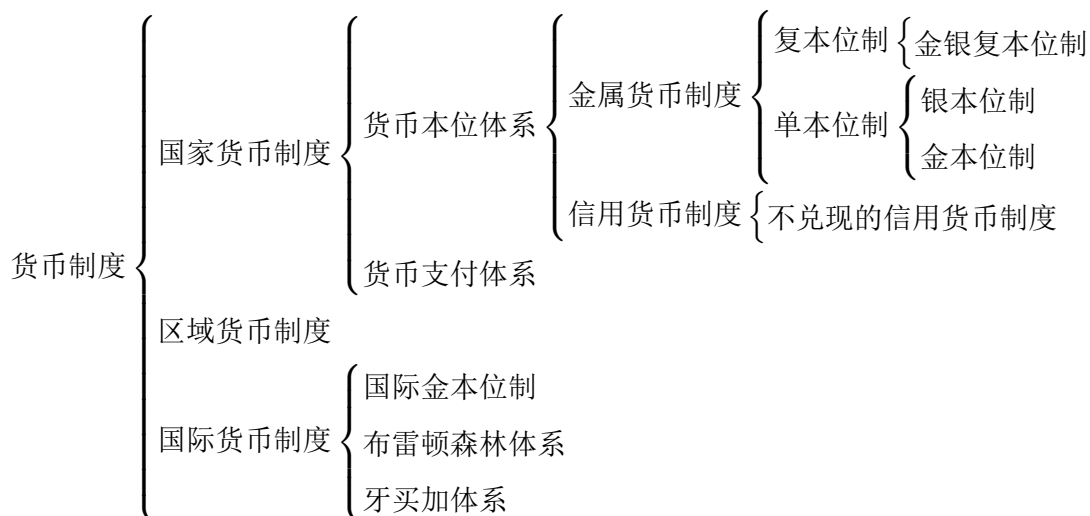 货币制度
国家货币制度
货币本位体系
金属货币制度
复本位制
金银复本位制
单本位制
银本位制
金本位制
信用货币制度
不兑现的信用货币制度
货币支付体系
区域货币制度
国际货币制度
国际金本位制
布雷顿森林体系
牙买加体系